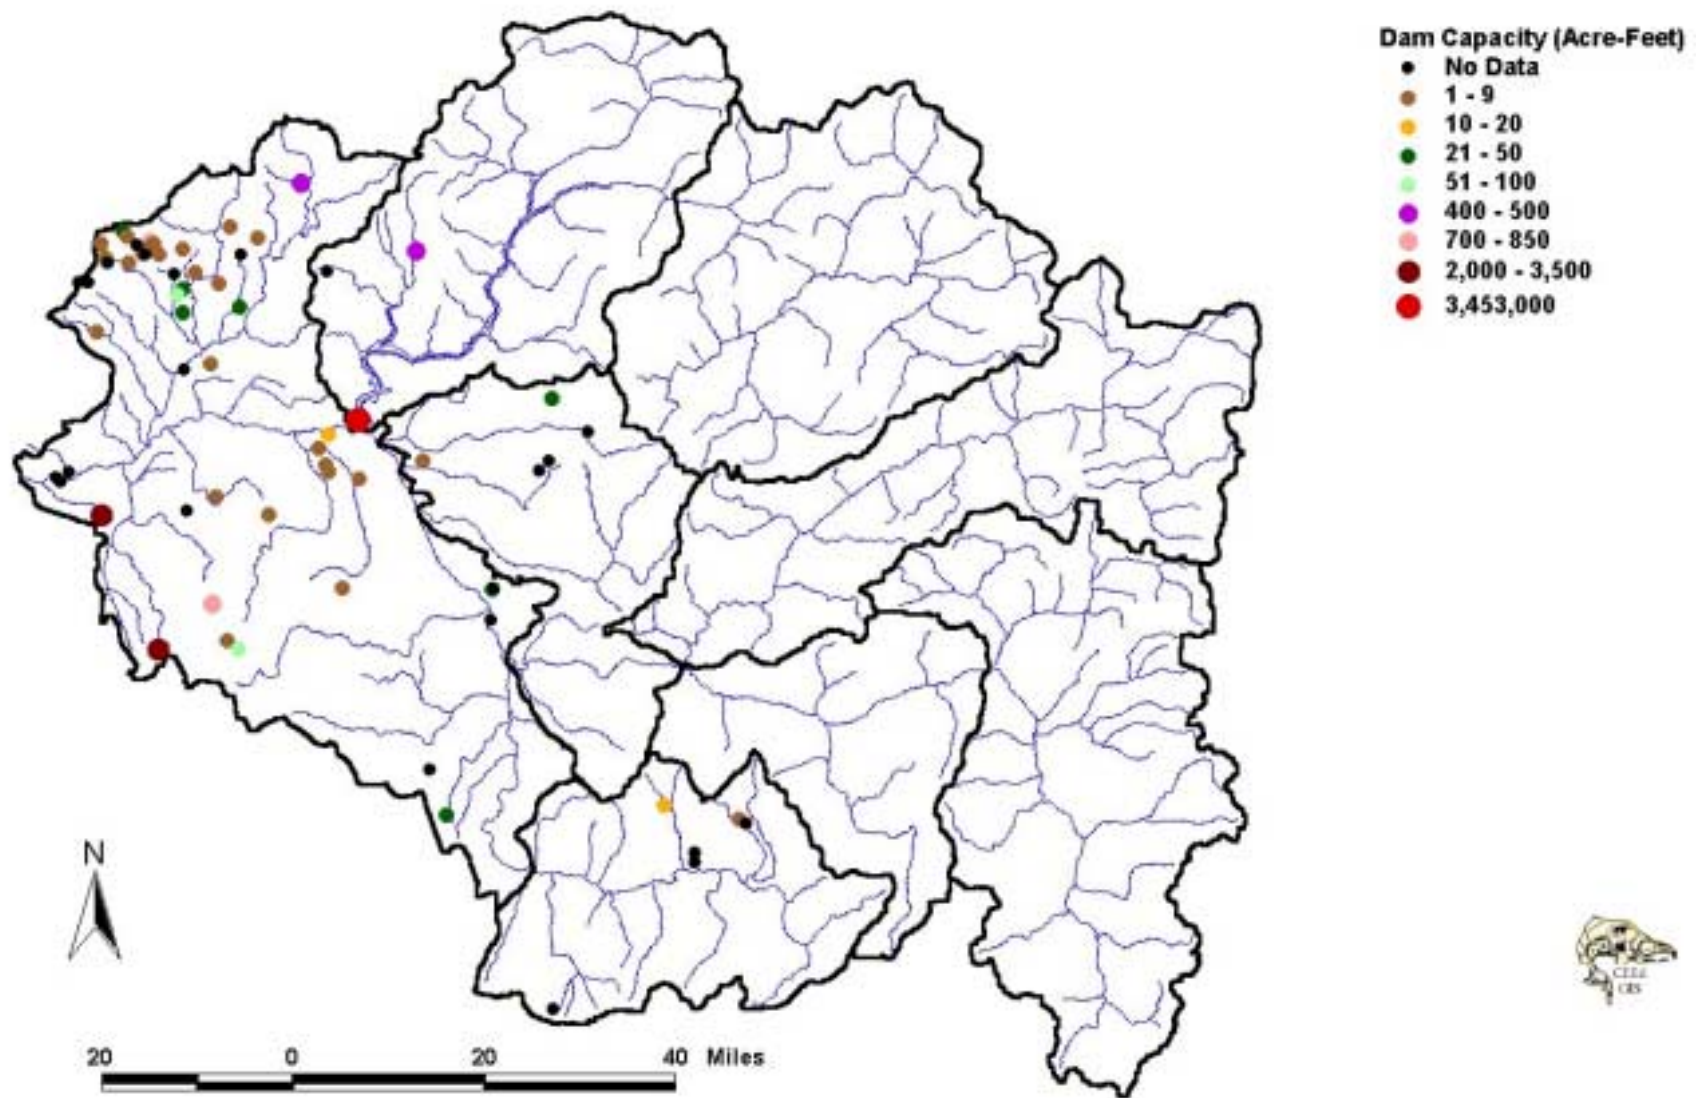 Dam Capacity (Acre-Feet)
No Data
1 - 9
10 - 20
21 - 50
51 - 100
400 - 500
700 - 850
2,000 - 3,500
3,453,000
N
20 0 20 40 Miles